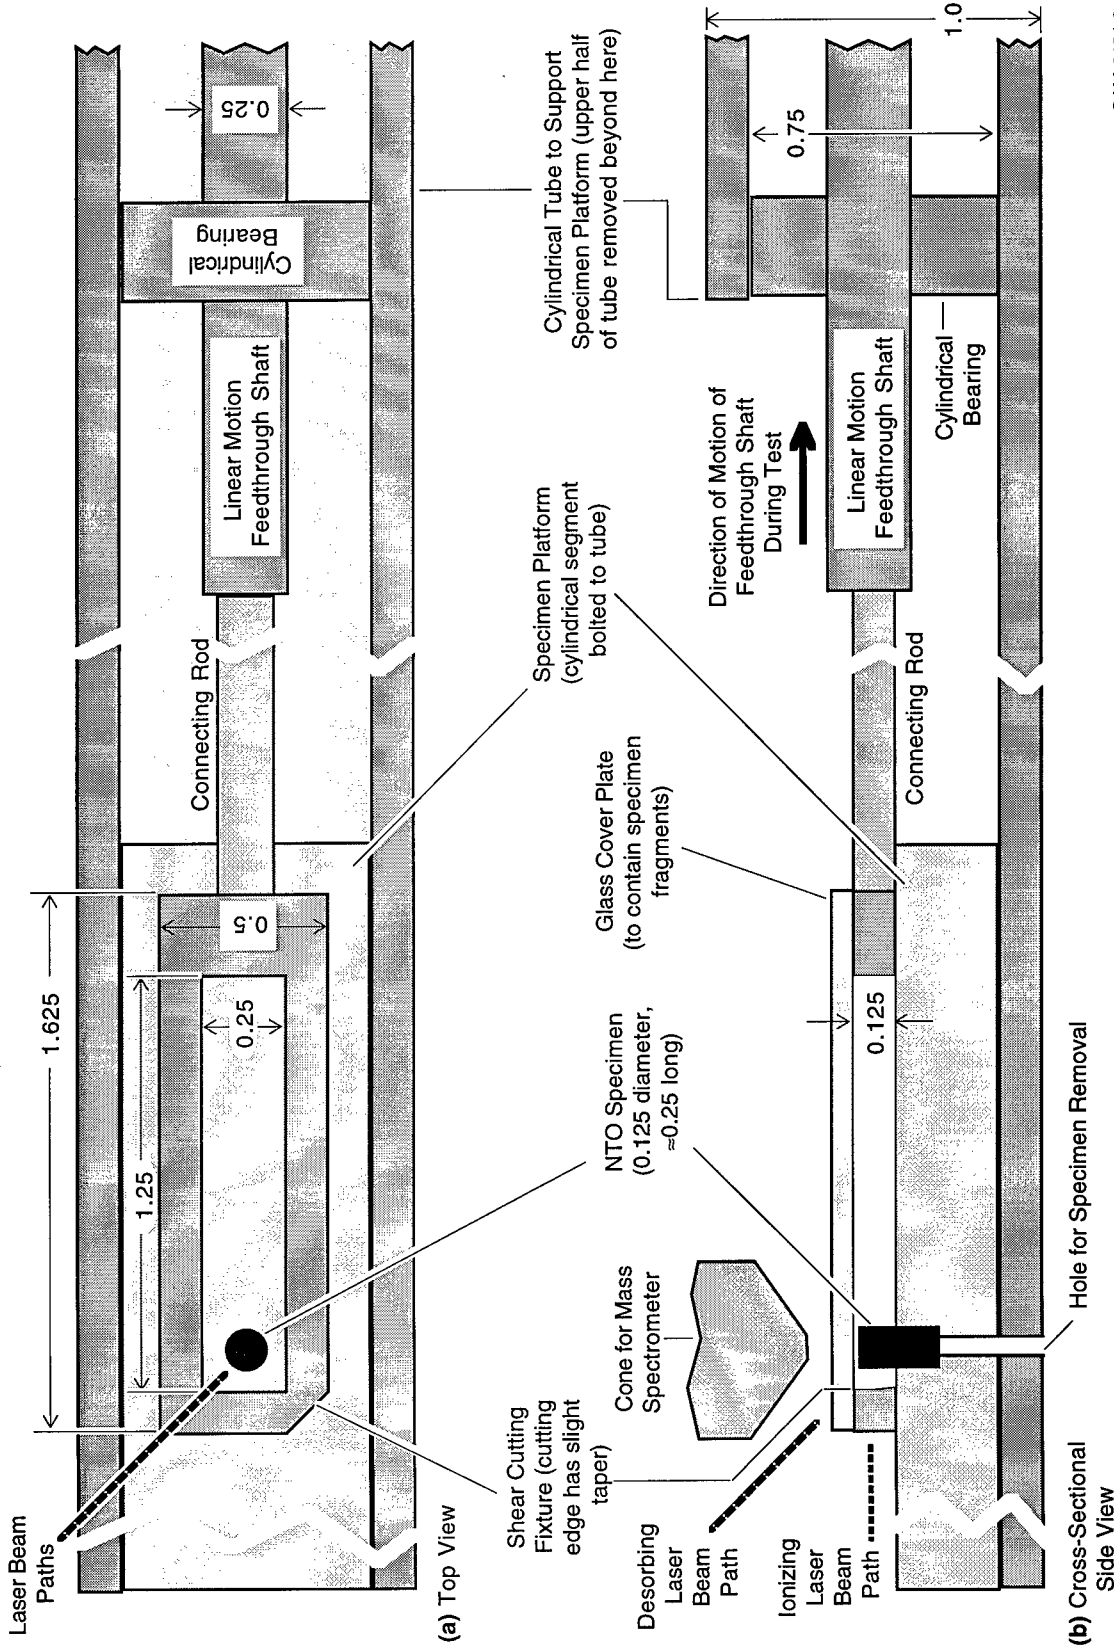 Laser Beam
Paths
1.625
1.25
0.25
0.5
Connecting Rod
Linear Motion
Feedthrough Shaft
Cylindrical
Bearing
0.25
Shear Cutting
Fixture (cutting
edge has slight
taper)
(a) Top View
Specimen Platform
(cylindrical segment
bolted to tube)
Cylindrical Tube to Support
Specimen Platform (upper half
of tube removed beyond here)
NTO Specimen
(0.125 diameter,
≈0.25 long)
Glass Cover Plate
(to contain specimen
fragments)
Desorbing
Laser
Beam
Path
Ionizing
Laser
Beam
Path
Cone for Mass
Spectrometer
0.125
Connecting Rod
Direction of Motion of
Feedthrough Shaft
During Test
Linear Motion
Feedthrough Shaft
Cylindrical
Bearing
0.75
1.0
Hole for Specimen Removal
(b) Cross-Sectional
Side View